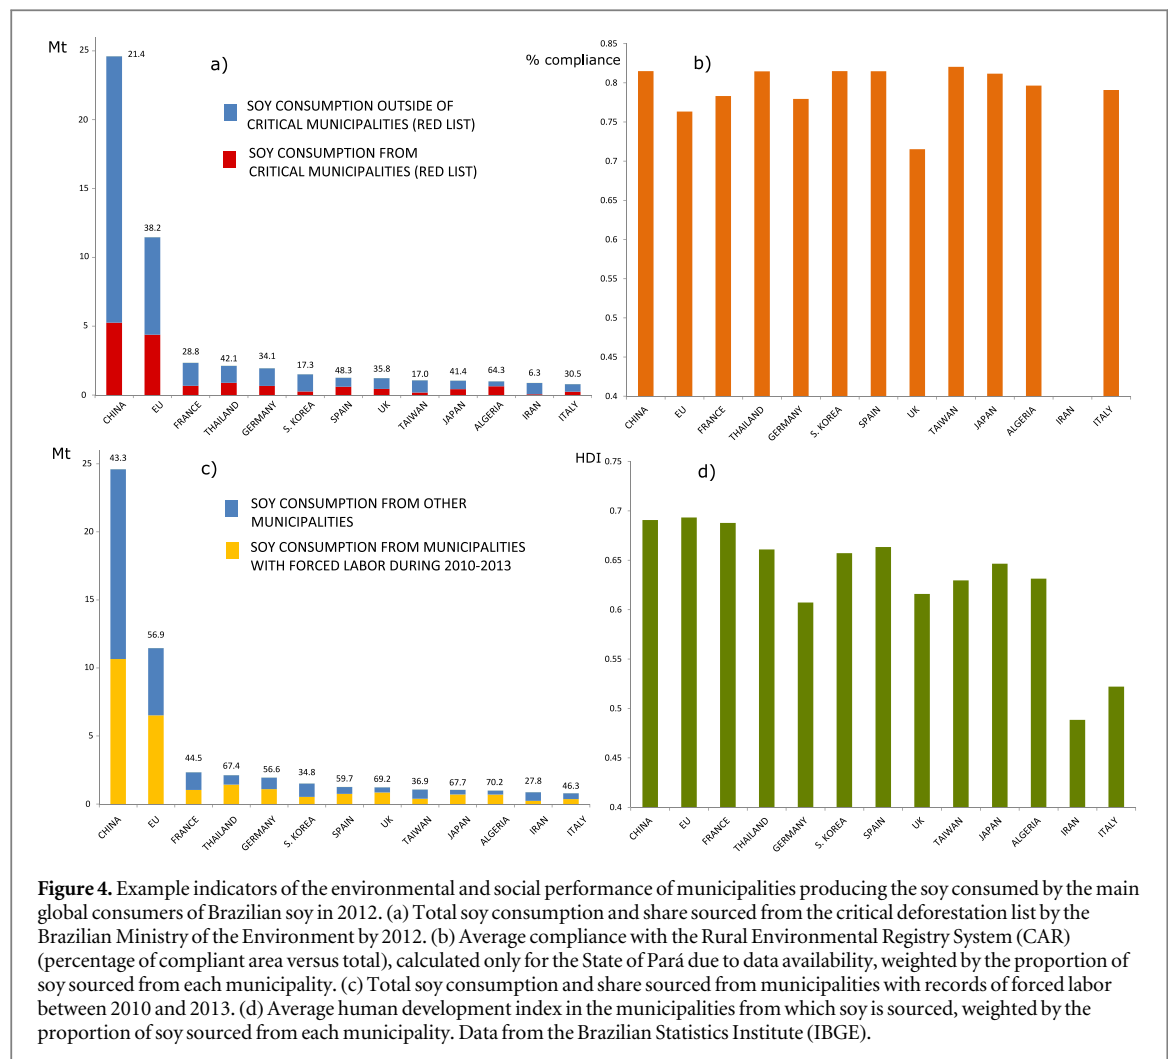 Mt
25
20
15
10
5
0
21.4
38.2
28.8
42.1
34.1
17.3
48.3
35.8
17.0
41.4
64.3
6.3
30.5
a)
SOY CONSUMPTION OUTSIDE OF
CRITICAL MUNICIPALITIES (RED LIST)
SOY CONSUMPTION FROM
CRITICAL MUNICIPALITIES (RED LIST)
CHINA
EU
FRANCE
THAILAND
GERMANY
S. KOREA
SPAIN
UK
TAIWAN
JAPAN
ALGERIA
IRAN
ITALY
% compliance
b)
0.85
0.8
0.75
0.7
0.65
0.6
0.55
0.5
0.45
0.4
CHINA
EU
FRANCE
THAILAND
GERMANY
S. KOREA
SPAIN
UK
TAIWAN
JAPAN
ALGERIA
IRAN
ITALY
Mt
25
20
15
10
5
0
43.3
56.9
44.5
67.4
56.6
34.8
59.7
69.2
36.9
67.7
70.2
27.8
46.3
c)
SOY CONSUMPTION FROM OTHER
MUNICIPALITIES
SOY CONSUMPTION FROM MUNICIPALITIES
WITH FORCED LABOR DURING 2010-2013
CHINA
EU
FRANCE
THAILAND
GERMANY
S. KOREA
SPAIN
UK
TAIWAN
JAPAN
ALGERIA
IRAN
ITALY
HDI
d)
0.75
0.7
0.65
0.6
0.55
0.5
0.45
0.4
CHINA
EU
FRANCE
THAILAND
GERMANY
S. KOREA
SPAIN
UK
TAIWAN
JAPAN
ALGERIA
IRAN
ITALY
Figure 4. Example indicators of the environmental and social performance of municipalities producing the soy consumed by the main
global consumers of Brazilian soy in 2012. (a) Total soy consumption and share sourced from the critical deforestation list by the
Brazilian Ministry of the Environment by 2012. (b) Average compliance with the Rural Environmental Registry System (CAR)
(percentage of compliant area versus total), calculated only for the State of Pará due to data availability, weighted by the proportion of
soy sourced from each municipality. (c) Total soy consumption and share sourced from municipalities with records of forced labor
between 2010 and 2013. (d) Average human development index in the municipalities from which soy is sourced, weighted by the
proportion of soy sourced from each municipality. Data from the Brazilian Statistics Institute (IBGE).